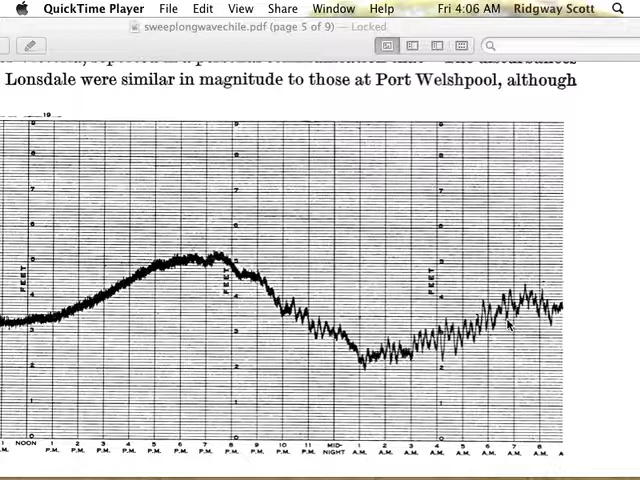 QuickTime Player File Edit View Share Window Help Fri 4:06 AM Ridgway Scott
sweeplongwavechile.pdf (page 5 of 9) — Locked
Lonsdale were similar in magnitude to those at Port Welshpool, although
19
FEET FEET FEET
1 P.M. 2 P.M. 3 P.M. 4 P.M. 5 P.M. 6 P.M. 7 P.M. 8 P.M. 9 P.M. 10 P.M. 11 P.M. MID-NIGHT 1 A.M. 2 A.M. 3 A.M. 4 A.M. 5 A.M. 6 A.M. 7 A.M. 8 A.M.
NOON